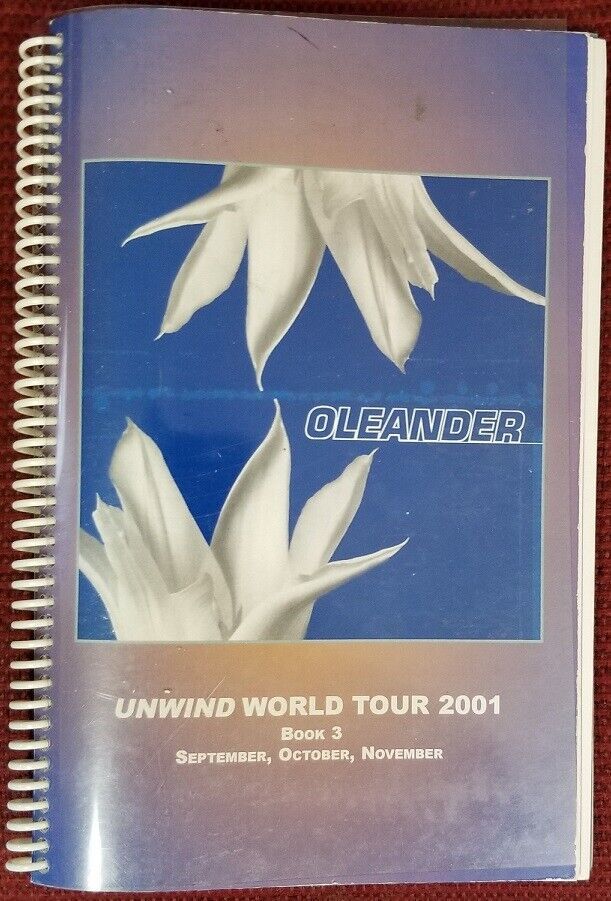 OLEANDER
UNWIND WORLD TOUR 2001
BOOK 3
SEPTEMBER, OCTOBER, NOVEMBER